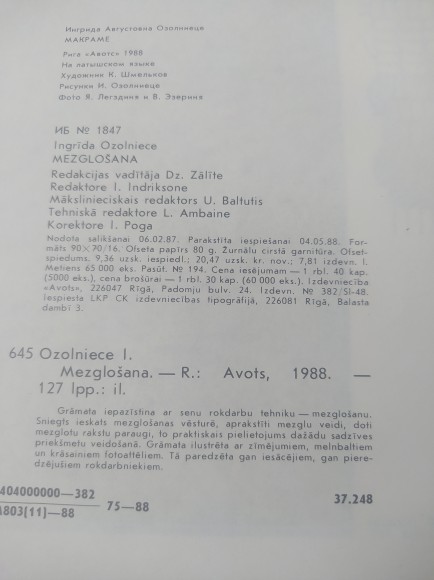 Ингрида Августовна Озолниеце
МАКРАМЕ
Рига «Авотс» 1988
На латышском языке
Художник К. Шмельков
Рисунки И. Озолниеце
Фото Я. Легздиня и В. Эзериня
ИБ № 1847
Ingrīda Ozolniece
MEZGLOŠANA
Redakcijas vadītāja Dz. Zālīte
Redaktore I. Indriksone
Mākslinieciskais redaktors U. Baltutis
Tehniskā redaktore L. Ambaine
Korektore I. Poga
Nodota salikšanai 06.02.87. Parakstīta iespiešanai 04.05.88. For-
māts 90×70/16. Ofseta papīrs 80 g. Žurnālu cirstā garnitūra. Ofset-
spiedums. 9,36 uzsk. iespiedl.; 20,47 uzsk. kr. nov.; 7,81 izdevn. l.
Metiens 65 000 eks. Pasūt. № 194. Cena iesējumam — 1 rbl. 40 kap.
(5000 eks.), cena brošūrai — 1 rbl. 30 kap. (60 000 eks.). Izdevniecība
«Avots», 226047 Rīgā, Padomju bulv. 24. Izdevn. № 382/Sl-48.
Iespiesta LKP CK izdevniecības tipogrāfijā, 226081 Rīgā, Balasta
dambī 3.
645 Ozolniece I.
Mezglošana. — R.: Avots, 1988. —
127 lpp.: il.
Grāmata iepazīstina ar senu rokdarbu tehniku — mezglošanu.
Sniegts ieskats mezglošanas vēsturē, aprakstīti mezglu veidi, doti
mezglotu rakstu paraugi, to praktiskais pielietojums dažādu sadzīves
priekšmetu veidošanā. Grāmata ilustrēta ar zīmējumiem, melnbaltiem
un krāsainiem fotoattēliem. Tā paredzēta gan iesācējiem, gan piere-
dzējušiem rokdarbniekiem.
404000000—382
A803[11]—88
75—88
37.248